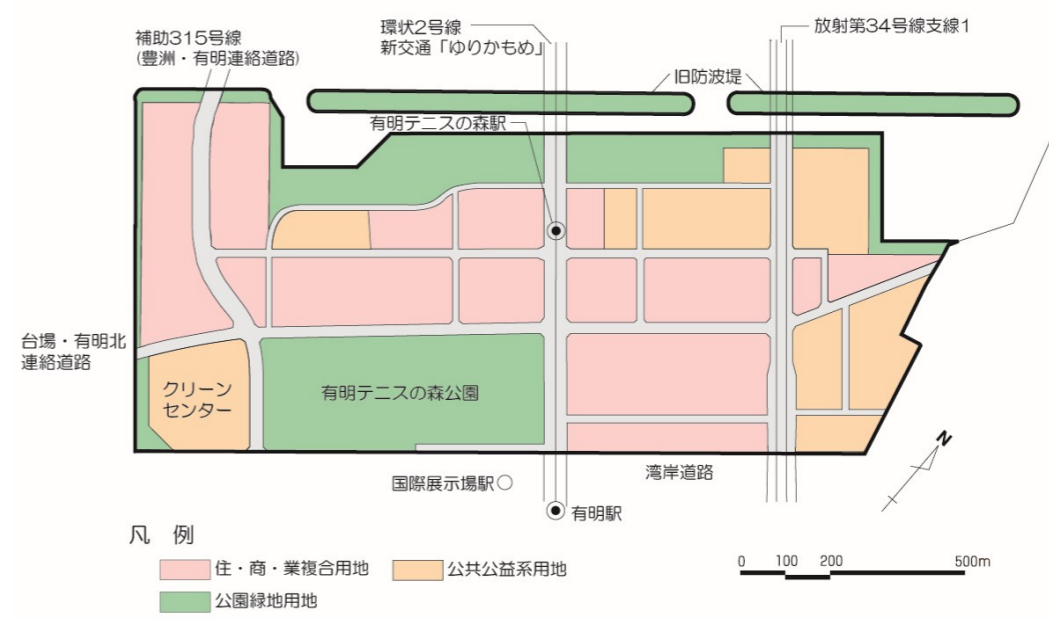 環状2号線
新交通「ゆりかもめ」
放射第34号線支線1
補助315号線
(豊洲・有明連絡道路)
旧防波堤
有明テニスの森駅
台場・有明北
連絡道路
クリーン
センター
有明テニスの森公園
N
国際展示場駅
湾岸道路
有明駅
凡 例
住・商・業複合用地
公共公益系用地
公園緑地用地
0 100 200 500m